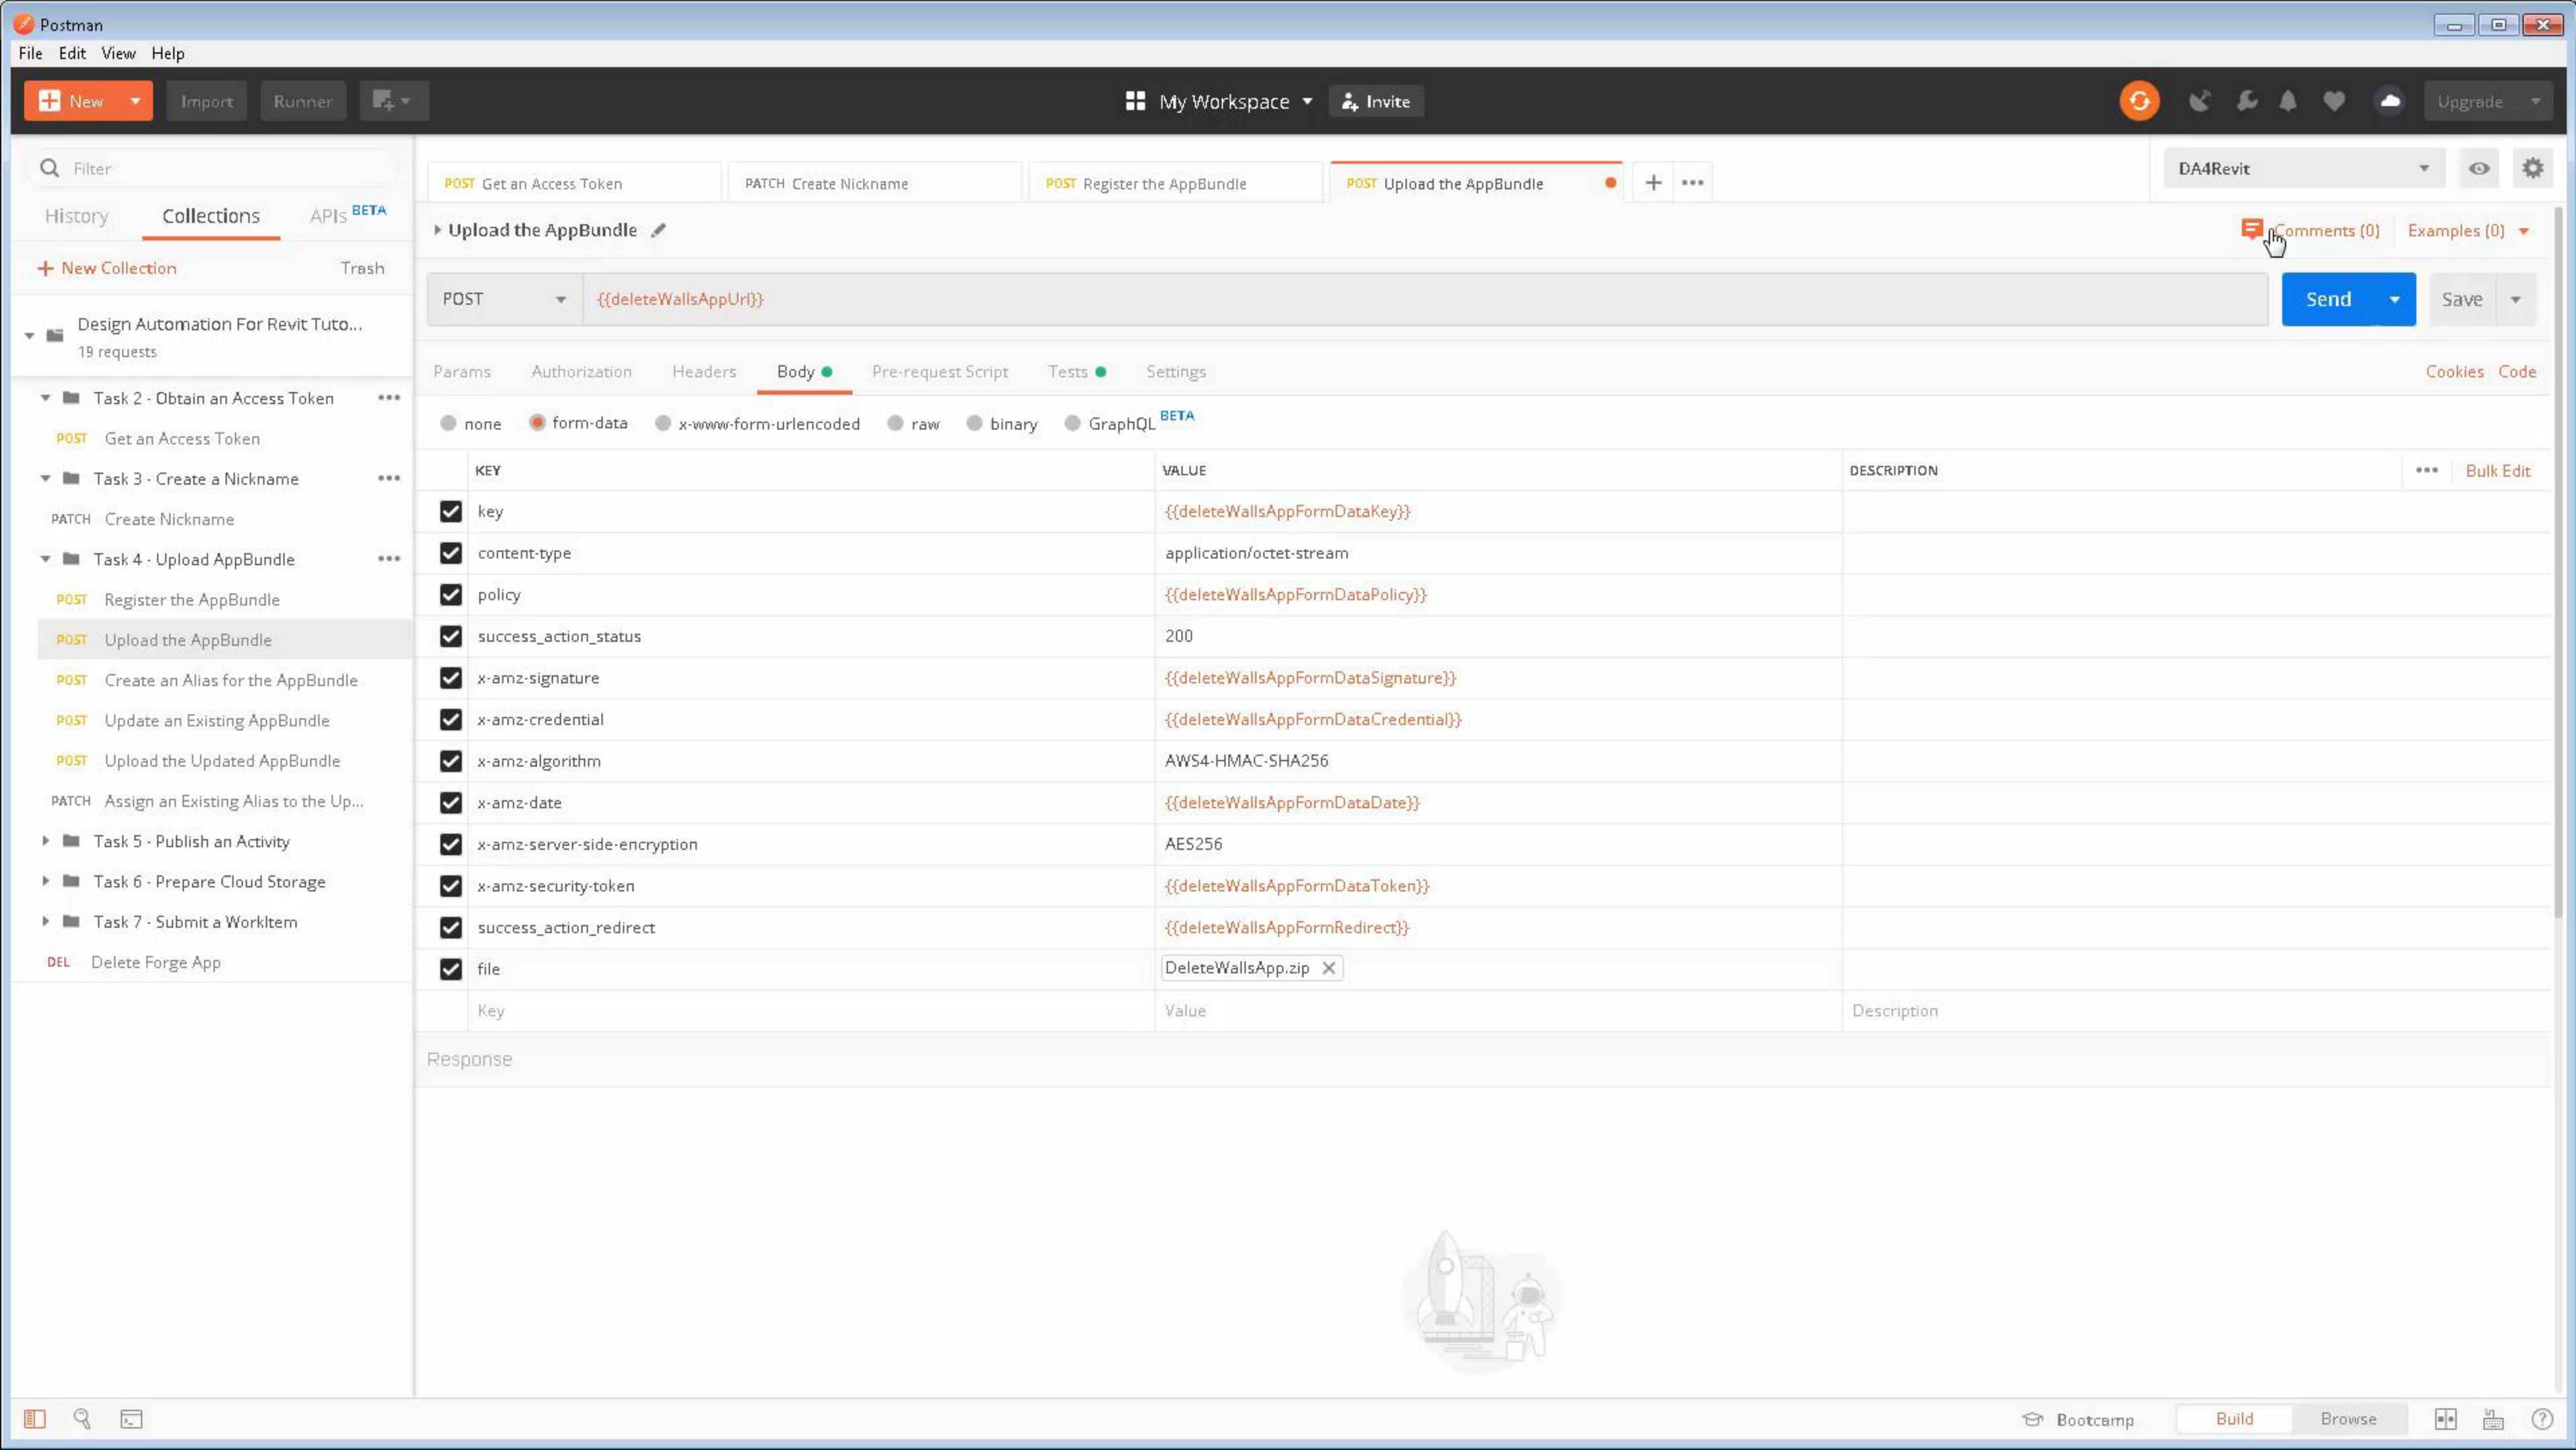 Postman
File Edit View Help
New Import Runner My Workspace Invite Upgrade
Filter
History Collections APIs BETA
+ New Collection Trash
Design Automation For Revit Tuto...
19 requests
Task 2 - Obtain an Access Token
POST Get an Access Token
Task 3 - Create a Nickname
PATCH Create Nickname
Task 4 - Upload AppBundle
POST Register the AppBundle
POST Upload the AppBundle
POST Create an Alias for the AppBundle
POST Update an Existing AppBundle
POST Upload the Updated AppBundle
PATCH Assign an Existing Alias to the Up...
Task 5 - Publish an Activity
Task 6 - Prepare Cloud Storage
Task 7 - Submit a WorkItem
DEL Delete Forge App
POST Get an Access Token PATCH Create Nickname POST Register the AppBundle POST Upload the AppBundle DA4Revit
Upload the AppBundle Comments (0) Examples (0)
POST {{deleteWallsAppUrl}} Send Save
Params Authorization Headers Body Pre-request Script Tests Settings Cookies Code
none form-data x-www-form-urlencoded raw binary GraphQL BETA
KEY VALUE DESCRIPTION Bulk Edit
key {{deleteWallsAppFormDataKey}}
content-type application/octet-stream
policy {{deleteWallsAppFormDataPolicy}}
success_action_status 200
x-amz-signature {{deleteWallsAppFormDataSignature}}
x-amz-credential {{deleteWallsAppFormDataCredential}}
x-amz-algorithm AWS4-HMAC-SHA256
x-amz-date {{deleteWallsAppFormDataDate}}
x-amz-server-side-encryption AES256
x-amz-security-token {{deleteWallsAppFormDataToken}}
success_action_redirect {{deleteWallsAppFormRedirect}}
file DeleteWallsApp.zip
Key Value Description
Response
Bootcamp Build Browse